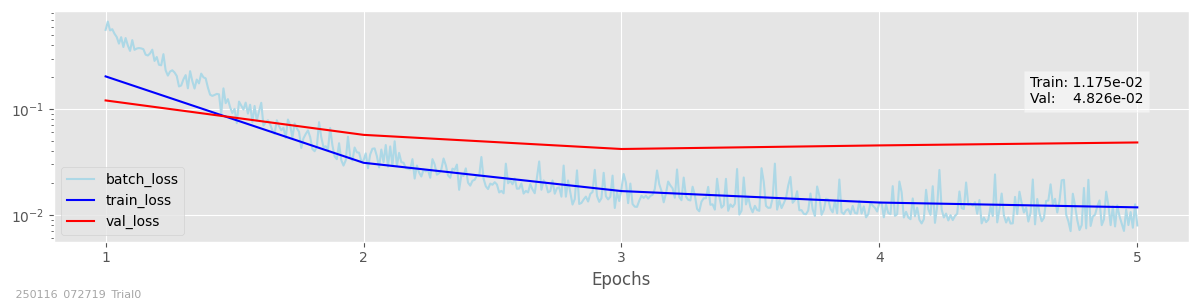 10⁻¹
10⁻²
Train: 1.175e-02
Val: 4.826e-02
batch_loss
train_loss
val_loss
1 2 3 4 5
Epochs
250116_072719_Trial0